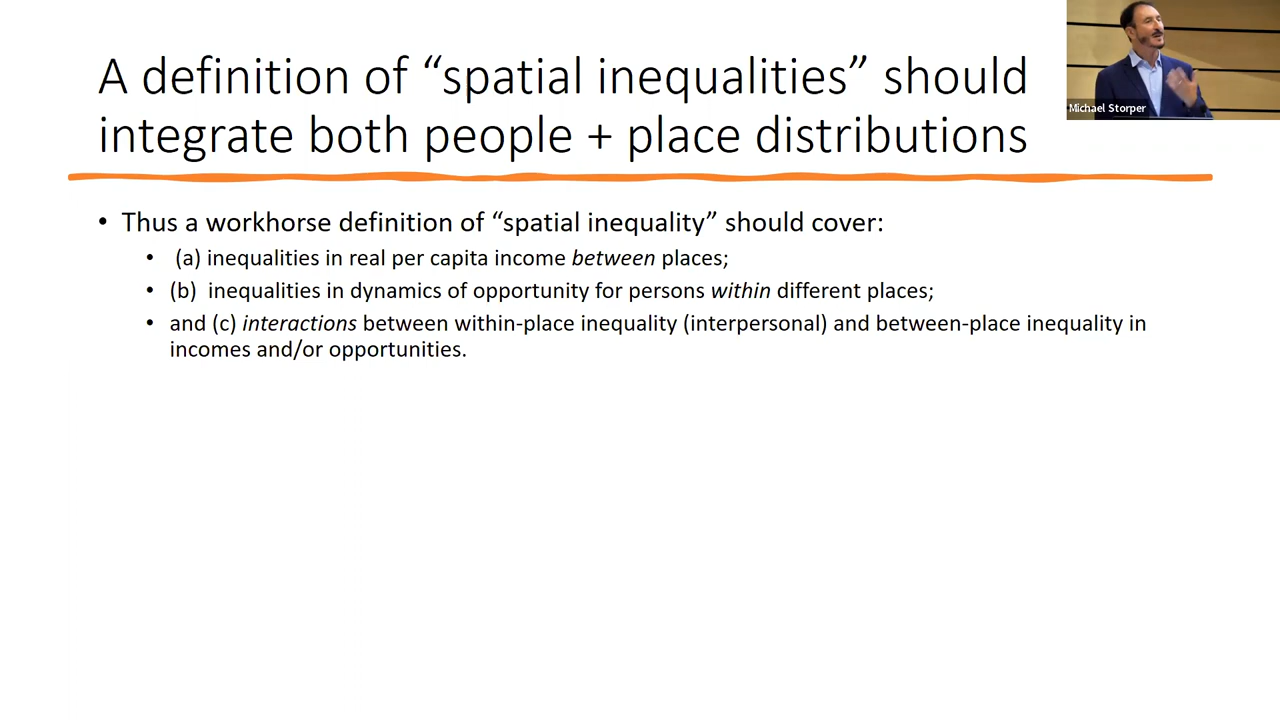 A definition of “spatial inequalities” should
integrate both people + place distributions
Michael Storper
• Thus a workhorse definition of “spatial inequality” should cover:
• (a) inequalities in real per capita income between places;
• (b) inequalities in dynamics of opportunity for persons within different places;
• and (c) interactions between within-place inequality (interpersonal) and between-place inequality in
incomes and/or opportunities.